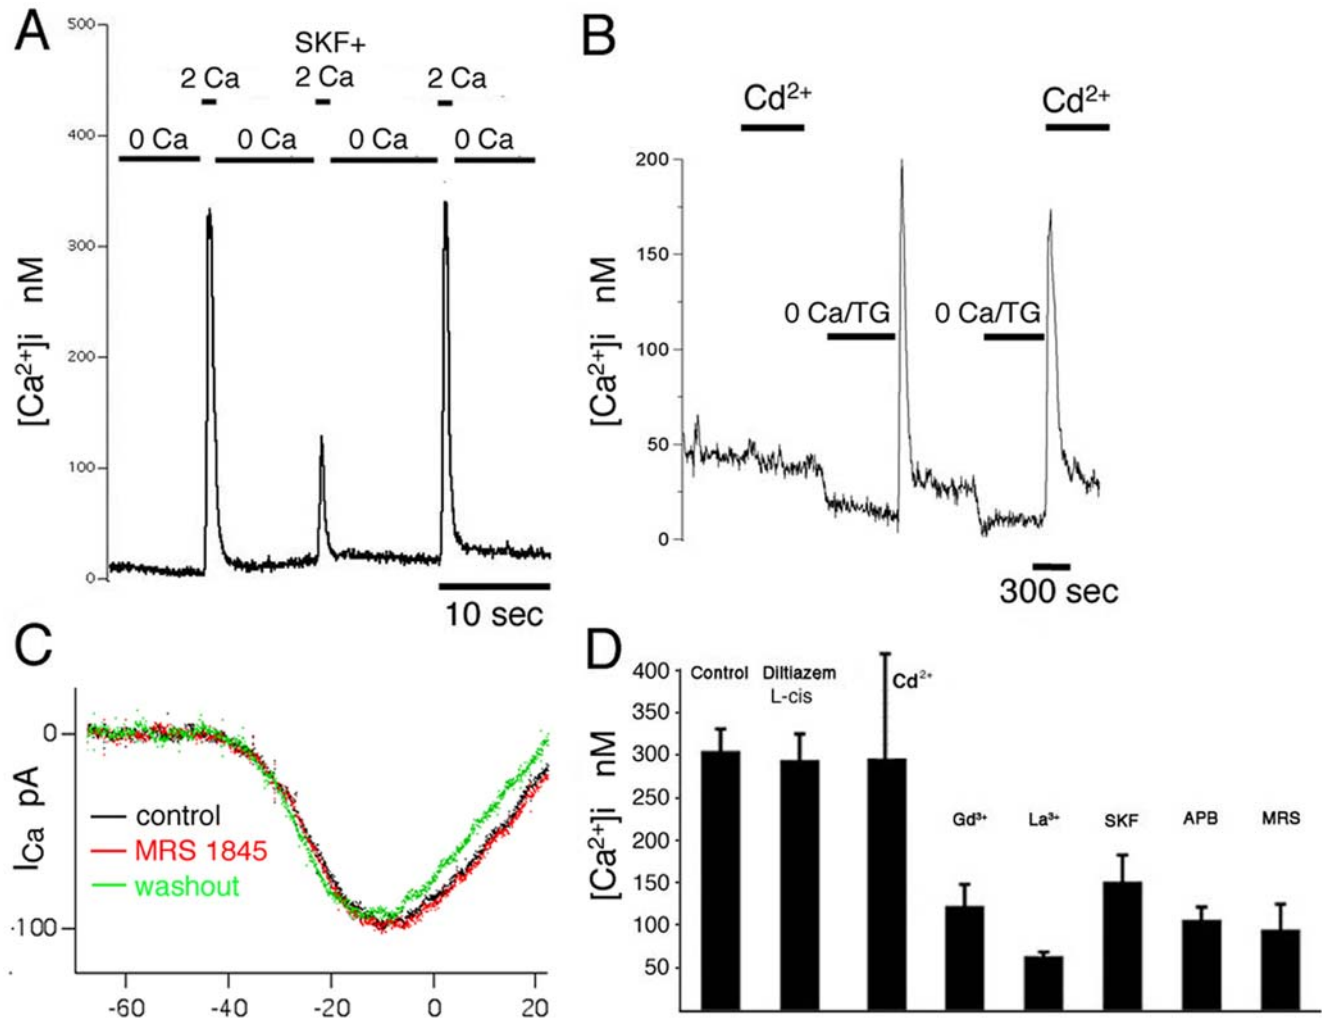 A
500
400
300
200
100
0
[Ca²⁺]i nM
SKF+
2 Ca 2 Ca 2 Ca
0 Ca 0 Ca 0 Ca 0 Ca
10 sec
B
Cd²⁺ Cd²⁺
200
150
100
50
0
[Ca²⁺]i nM
0 Ca/TG 0 Ca/TG
300 sec
C
0
-100
ICa pA
control
MRS 1845
washout
-60 -40 -20 0 20
D
400
350
300
250
200
150
100
50
[Ca²⁺]i nM
Control Diltiazem Cd²⁺
L-cis
Gd³⁺ La³⁺ SKF APB MRS